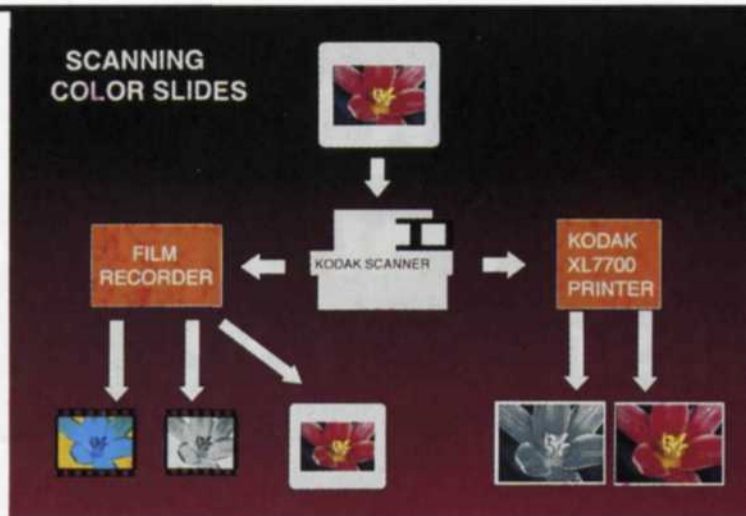 SCANNING
COLOR SLIDES
FILM
RECORDER
KODAK SCANNER
KODAK
XL7700
PRINTER